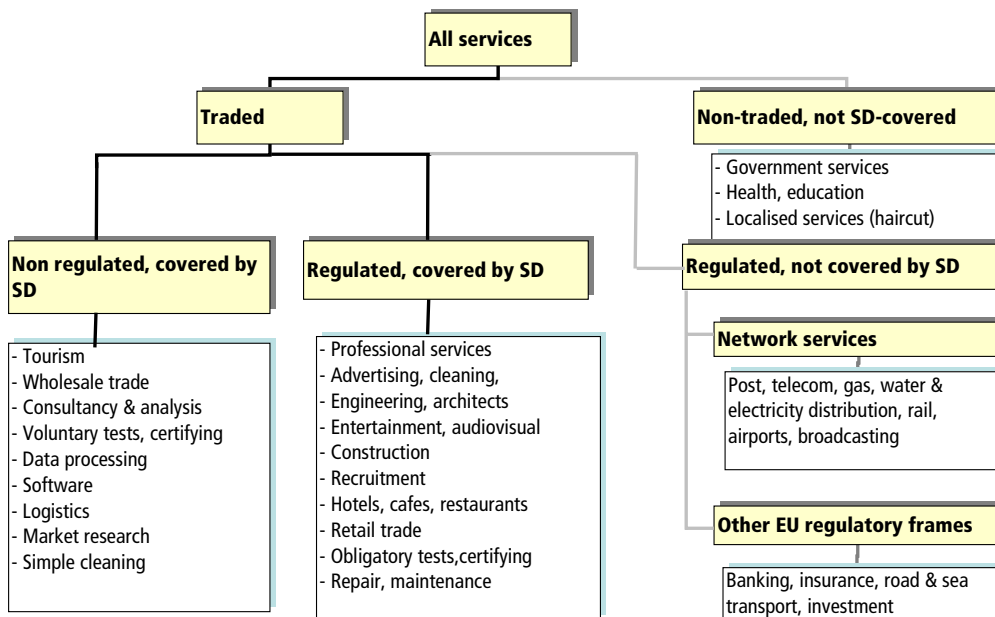 All services
Traded
Non-traded, not SD-covered
- Government services
- Health, education
- Localised services (haircut)
Non regulated, covered by
SD
Regulated, covered by SD
Regulated, not covered by SD
- Tourism
- Wholesale trade
- Consultancy & analysis
- Voluntary tests, certifying
- Data processing
- Software
- Logistics
- Market research
- Simple cleaning
- Professional services
- Advertising, cleaning,
- Engineering, architects
- Entertainment, audiovisual
- Construction
- Recruitment
- Hotels, cafes, restaurants
- Retail trade
- Obligatory tests,certifying
- Repair, maintenance
Network services
Post, telecom, gas, water &
electricity distribution, rail,
airports, broadcasting
Other EU regulatory frames
Banking, insurance, road & sea
transport, investment